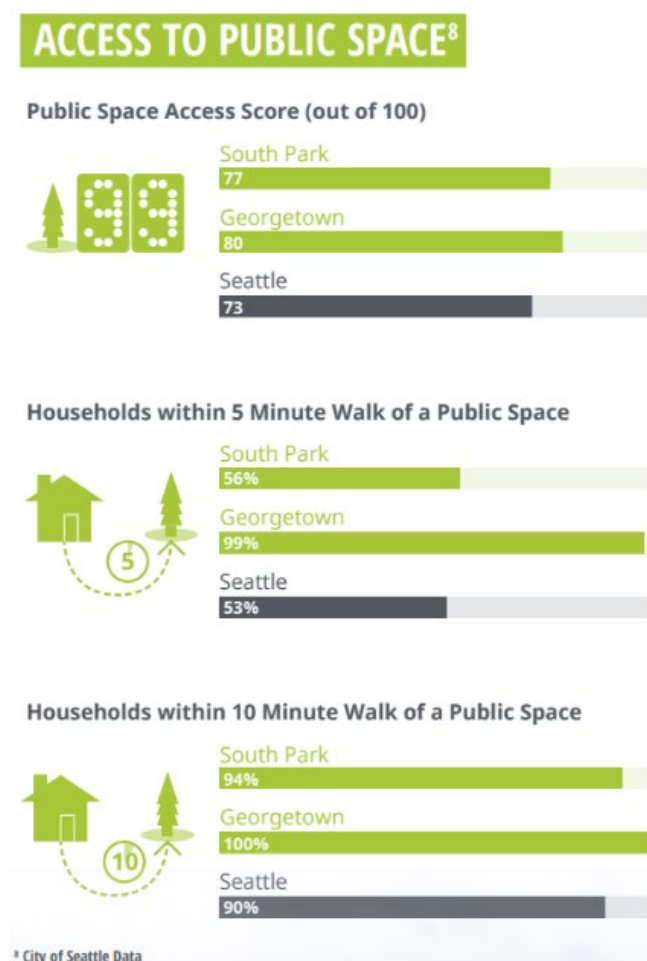 ACCESS TO PUBLIC SPACE⁸
Public Space Access Score (out of 100)
99
South Park
77
Georgetown
80
Seattle
73
Households within 5 Minute Walk of a Public Space
5
South Park
56%
Georgetown
99%
Seattle
53%
Households within 10 Minute Walk of a Public Space
10
South Park
94%
Georgetown
100%
Seattle
90%
⁸ City of Seattle Data